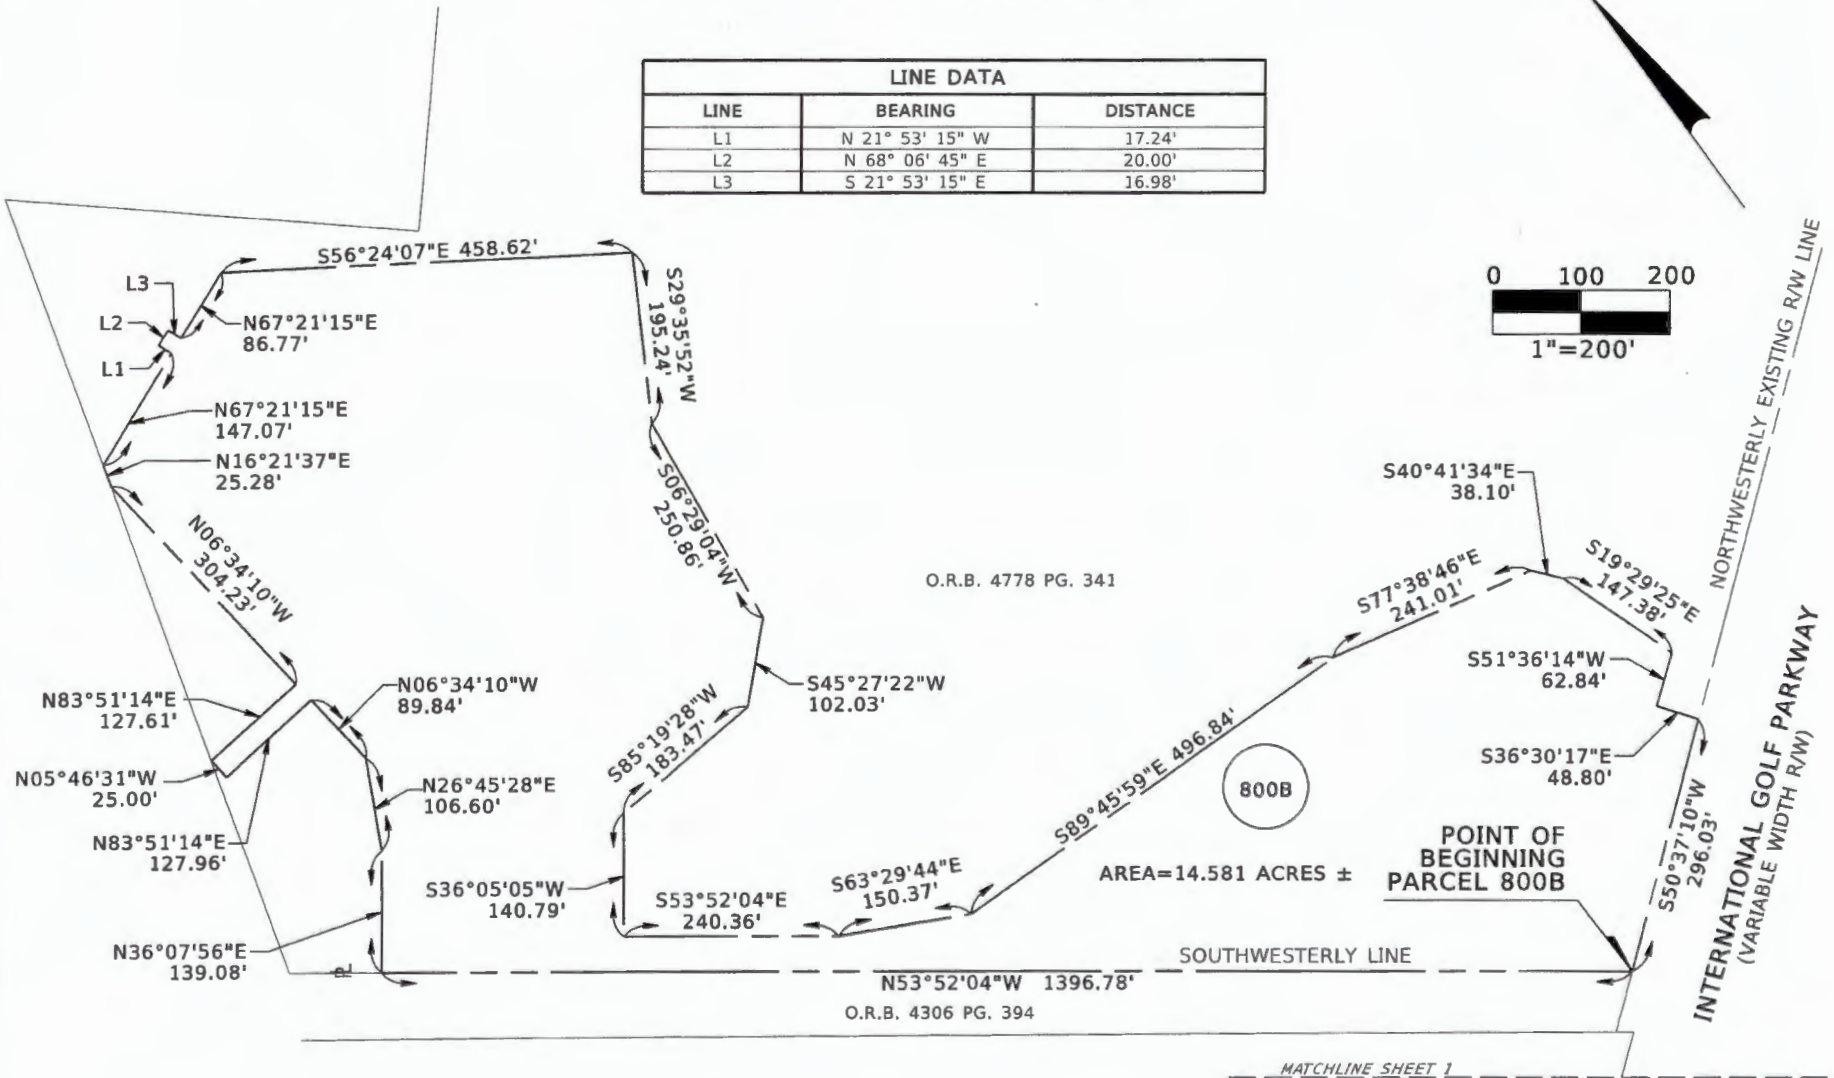 LINE DATA
LINE BEARING DISTANCE
L1 N 21° 53' 15" W 17.24'
L2 N 68° 06' 45" E 20.00'
L3 S 21° 53' 15" E 16.98'
S56°24'07"E 458.62'
L3
L2
L1
N67°21'15"E
86.77'
N67°21'15"E
147.07'
N16°21'37"E
25.28'
N06°34'10"W
304.23'
S29°35'52"W
195.24'
S06°29'04"W
250.86'
0 100 200
1"=200'
NORTHWESTERLY EXISTING R/W LINE
S40°41'34"E
38.10'
S19°29'25"E
147.38'
S77°38'46"E
241.01'
O.R.B. 4778 PG. 341
S51°36'14"W
62.84'
S36°30'17"E
48.80'
N83°51'14"E
127.61'
N06°34'10"W
89.84'
S45°27'22"W
102.03'
S85°19'28"W
183.47'
N05°46'31"W
25.00'
N26°45'28"E
106.60'
N83°51'14"E
127.96'
S89°45'59"E 496.84'
800B
S50°37'10"W
296.03'
INTERNATIONAL GOLF PARKWAY
(VARIABLE WIDTH R/W)
POINT OF
BEGINNING
PARCEL 800B
AREA=14.581 ACRES ±
S36°05'05"W
140.79'
S53°52'04"E
240.36'
S63°29'44"E
150.37'
N36°07'56"E
139.08'
SOUTHWESTERLY LINE
N53°52'04"W 1396.78'
O.R.B. 4306 PG. 394
MATCHLINE SHEET 1